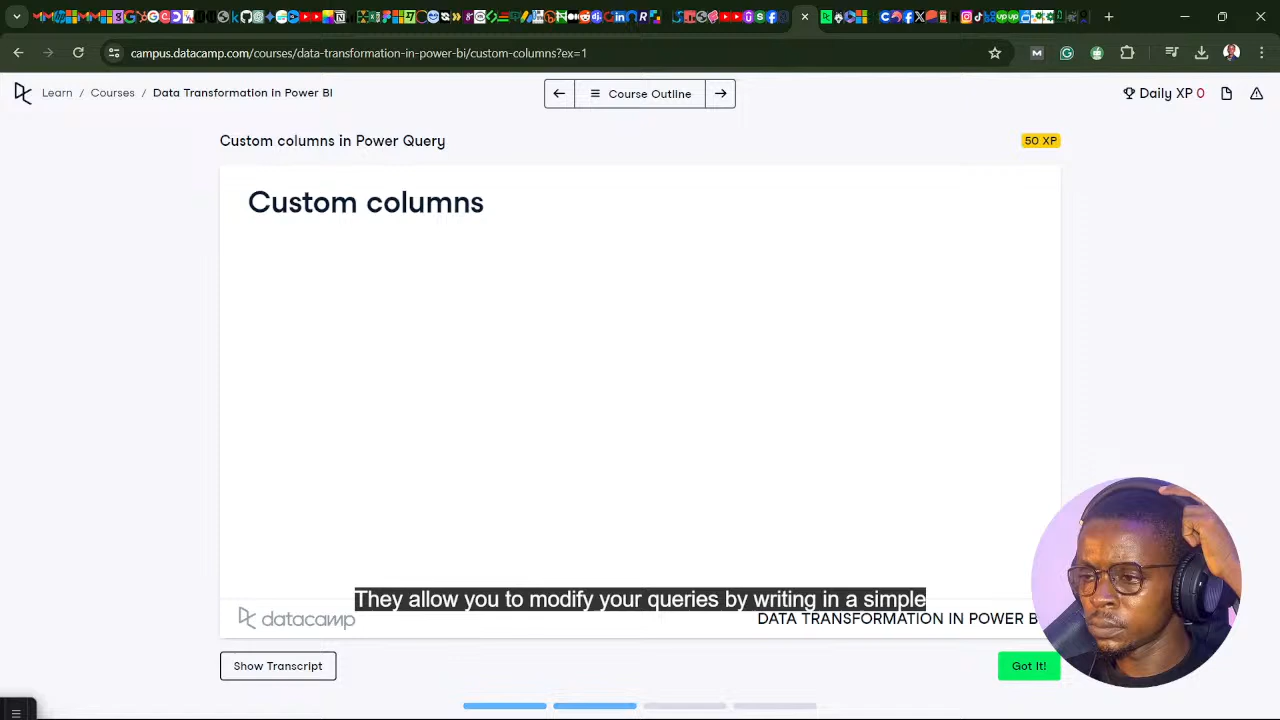 campus.datacamp.com/courses/data-transformation-in-power-bi/custom-columns?ex=1
Learn / Courses / Data Transformation in Power BI
Course Outline
Daily XP 0
Custom columns in Power Query
50 XP
Custom columns
They allow you to modify your queries by writing in a simple
datacamp
DATA TRANSFORMATION IN POWER B
Show Transcript
Got It!